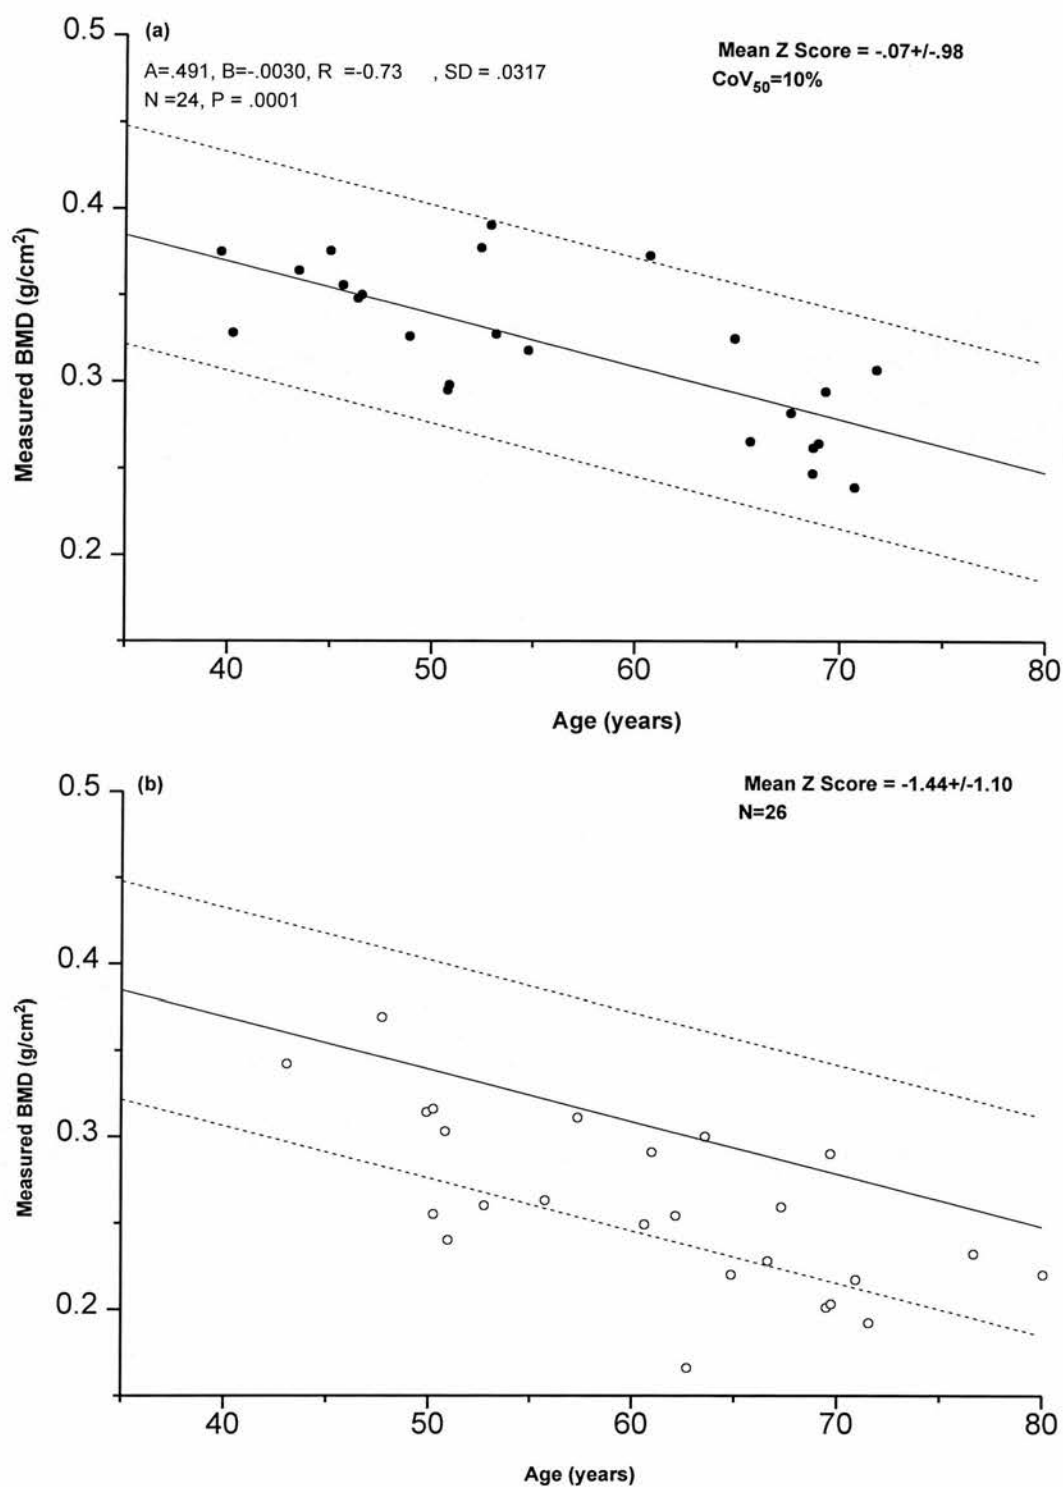 (a)
A=.491, B=-.0030, R =-0.73 , SD = .0317
N =24, P = .0001
Mean Z Score = -.07+/-.98
CoV50=10%
0.5
0.4
0.3
0.2
Measured BMD (g/cm2)
40 50 60 70 80
Age (years)
(b)
Mean Z Score = -1.44+/-1.10
N=26
0.5
0.4
0.3
0.2
Measured BMD (g/cm2)
40 50 60 70 80
Age (years)